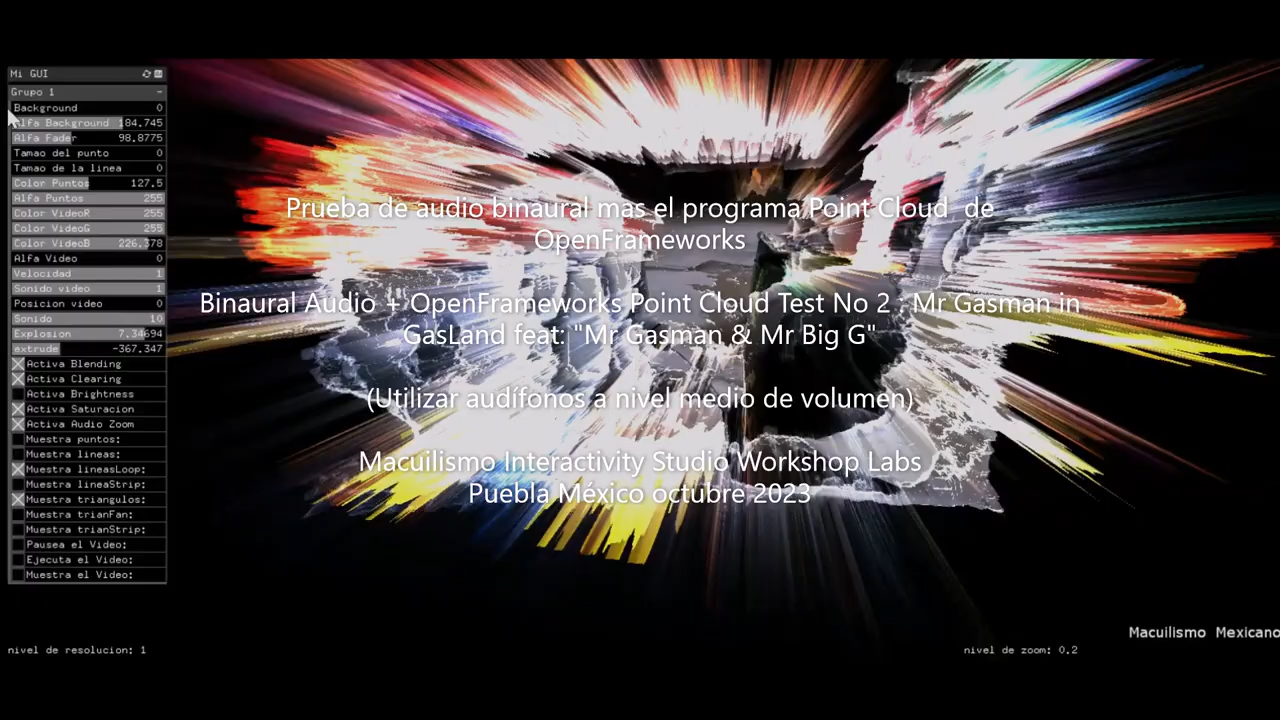 Mi GUI
Grupo 1 -
Background 0
Alfa Background 184.745
Alfa Fader 98.8775
Tamao del punto 0
Tamao de la linea 0
Color Puntos 127.5
Alfa Puntos 255
Color VideoR 255
Color VideoG 255
Color VideoB 226.378
Alfa Video 0
Velocidad 1
Sonido video 1
Posicion video 0
Sonido 10
Explosion 7.34694
extrude -367.347
Activa Blending
Activa Clearing
Activa Brightness
Activa Saturacion
Activa Audio Zoom
Muestra puntos:
Muestra lineas:
Muestra lineasLoop:
Muestra lineaStrip:
Muestra triangulos:
Muestra trianFan:
Muestra trianStrip:
Pausea el Video:
Ejecuta el Video:
Muestra el Video:
Prueba de audio binaural mas el programa Point Cloud de
OpenFrameworks
Binaural Audio + OpenFrameworks Point Cloud Test No 2 . Mr Gasman in
GasLand feat: "Mr Gasman & Mr Big G"
(Utilizar audífonos a nivel medio de volumen)
Macuilismo Interactivity Studio Workshop Labs
Puebla México octubre 2023
Macuilismo Mexicano
nivel de resolucion: 1
nivel de zoom: 0.2